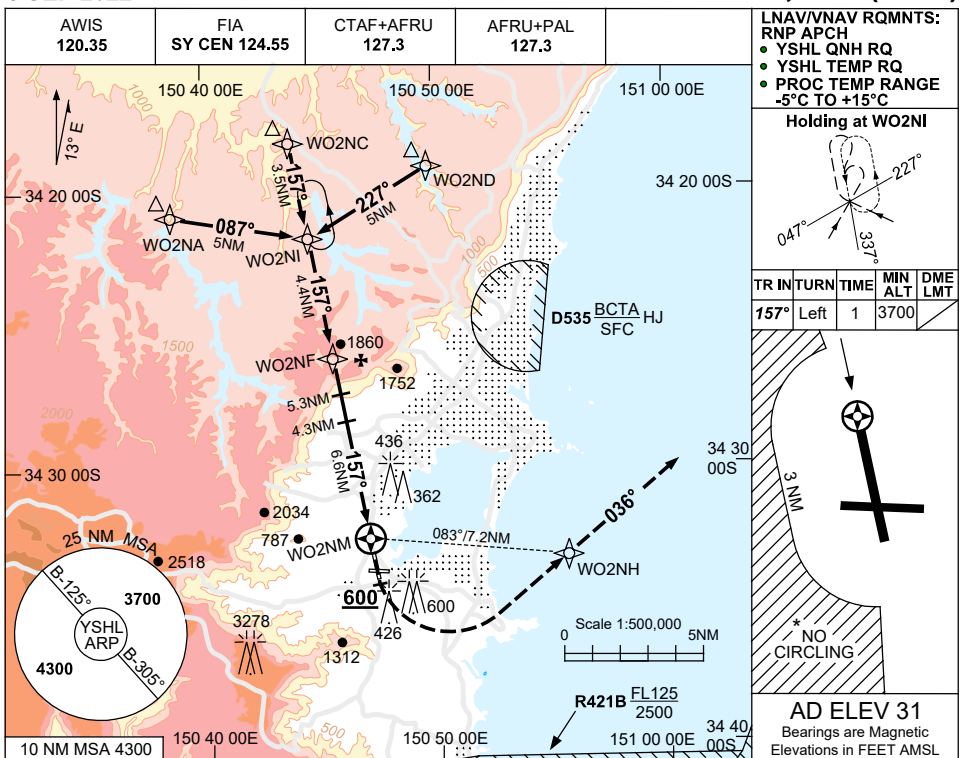 AWIS
120.35
FIA
SY CEN 124.55
CTAF+AFRU
127.3
AFRU+PAL
127.3
LNAV/VNAV RQMNTS:
RNP APCH
• YSHL QNH RQ
• YSHL TEMP RQ
• PROC TEMP RANGE
-5°C TO +15°C
150 40 00E
150 50 00E
151 00 00E
1000
13° E
WO2NC
157°
3.5NM
WO2ND
227°
5NM
34 20 00S
34 20 00S
WO2NA
087°
5NM
WO2NI
1000
500
157°
4.4NM
D535 BCTA HJ
SFC
1500
WO2NF
1860
1752
5.3NM
4.3NM
2000
157°
6.6NM
436
362
34 30
00S
34 30 00S
036°
2034
787
WO2NM
083°/7.2NM
WO2NH
25 NM MSA
2518
B-125°
3700
YSHL
ARP
4300
B-305°
600
600
426
3278
1312
Scale 1:500,000
0
5NM
R421B FL125
2500
500
34 40
00S
150 40 00E
150 50 00E
151 00 00E
10 NM MSA 4300
Holding at WO2NI
227°
047°
337°
TR IN
TURN
TIME
MIN
ALT
DME
LMT
157°
Left
1
3700
3 NM
*NO
CIRCLING
AD ELEV 31
Bearings are Magnetic
Elevations in FEET AMSL